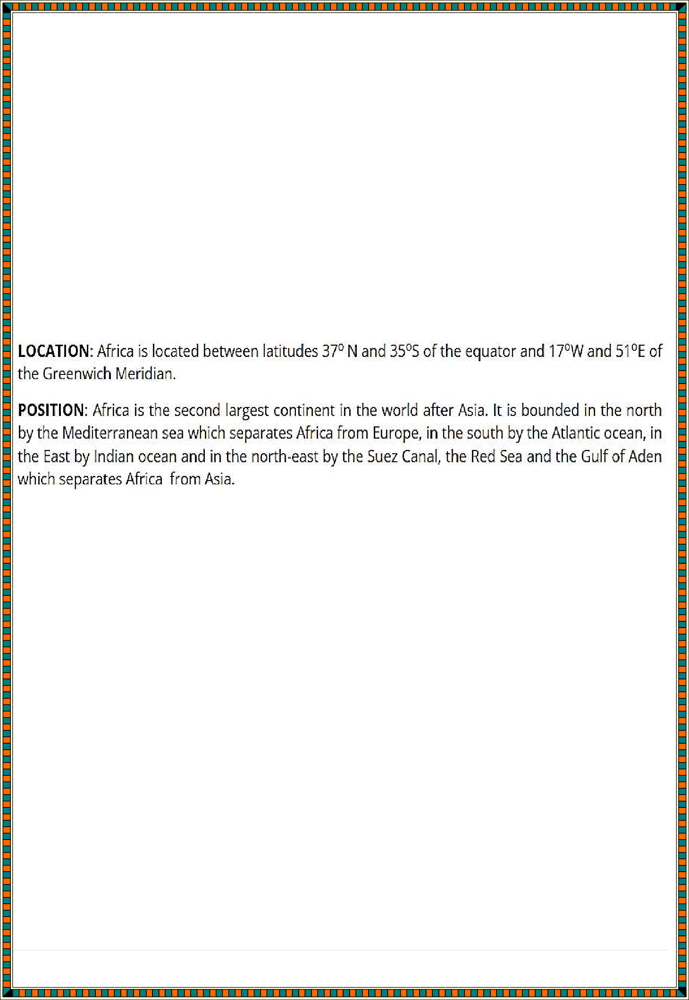 LOCATION: Africa is located between latitudes 37⁰ N and 35⁰S of the equator and 17⁰W and 51⁰E of
the Greenwich Meridian.
POSITION: Africa is the second largest continent in the world after Asia. It is bounded in the north
by the Mediterranean sea which separates Africa from Europe, in the south by the Atlantic ocean, in
the East by Indian ocean and in the north-east by the Suez Canal, the Red Sea and the Gulf of Aden
which separates Africa  from Asia.